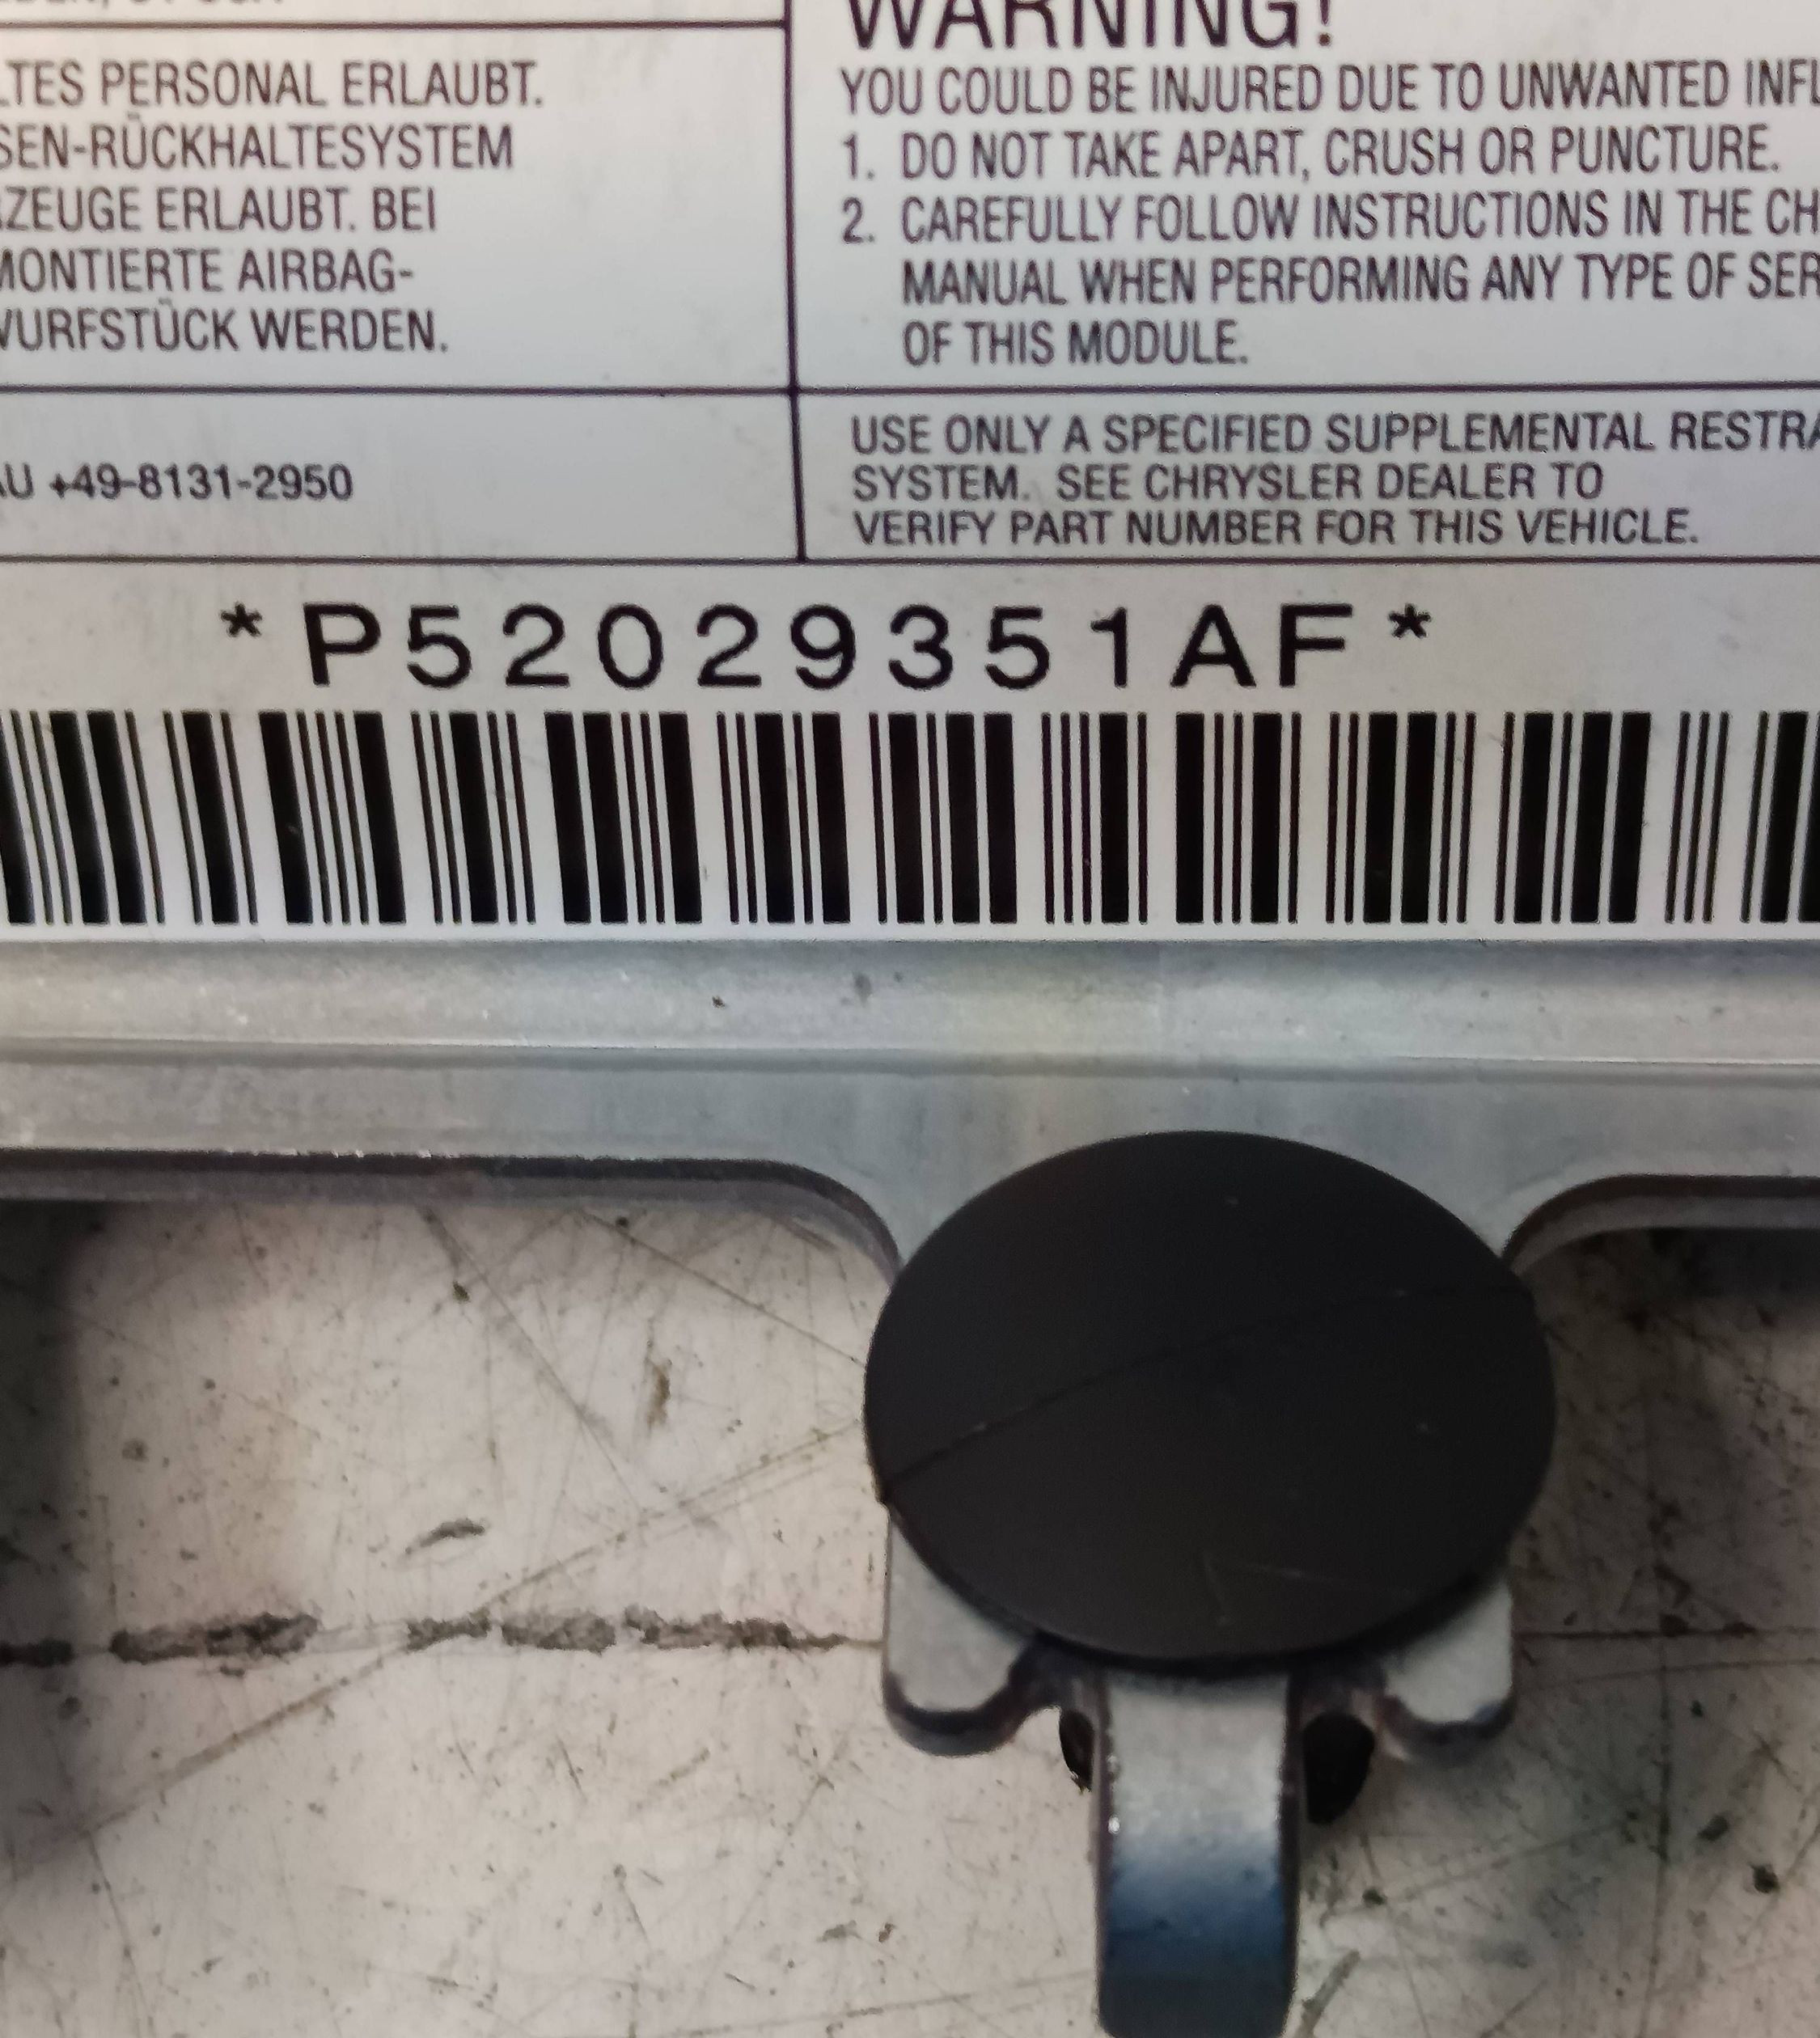 PERSONAL ERLAUBT.
SEN-RÜCKHALTESYSTEM
ZEUGE ERLAUBT. BEI
MONTIERTE AIRBAG-
WURFSTÜCK WERDEN.
+49-8131-2950
WARNING!
YOU COULD BE INJURED DUE TO UNWANTED INFL
1. DO NOT TAKE APART, CRUSH OR PUNCTURE.
2. CAREFULLY FOLLOW INSTRUCTIONS IN THE CH
MANUAL WHEN PERFORMING ANY TYPE OF SER
OF THIS MODULE.
USE ONLY A SPECIFIED SUPPLEMENTAL RESTRA
SYSTEM. SEE CHRYSLER DEALER TO
VERIFY PART NUMBER FOR THIS VEHICLE.
*P52029351AF*